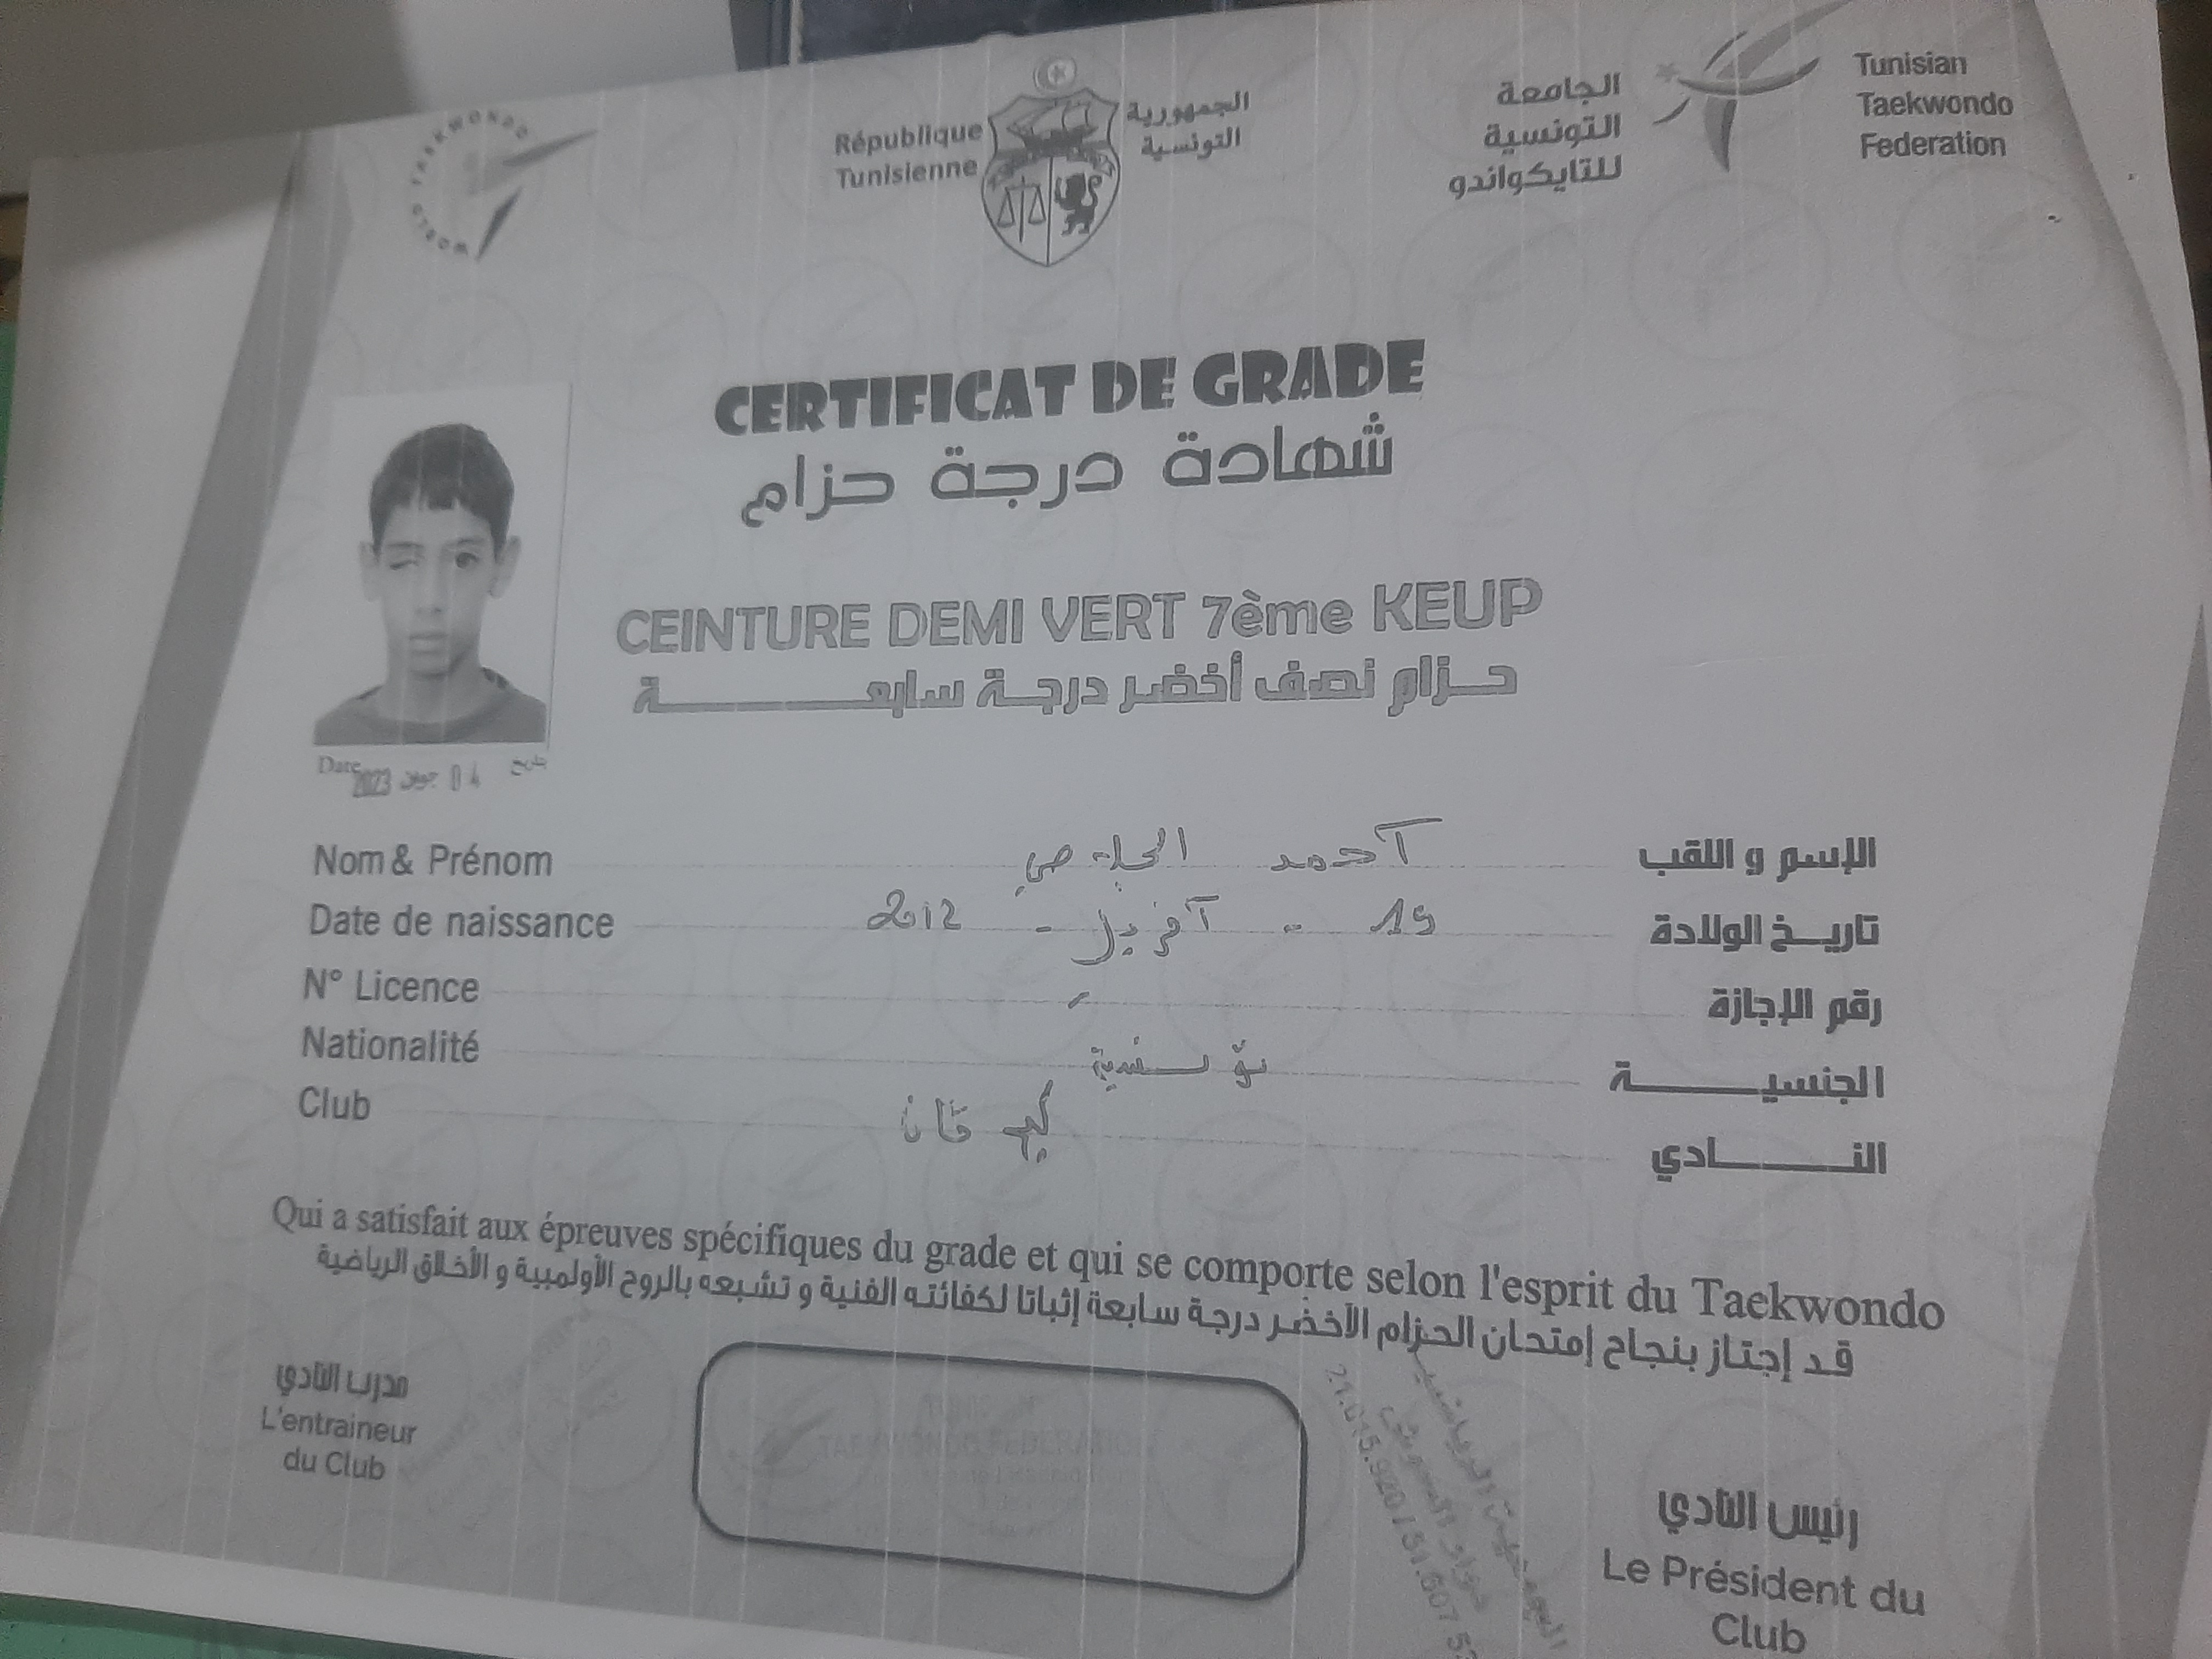 WORLD TAEKWONDO
République
Tunisienne
الجمهورية
التونسية
الجامعة
التونسية
للتايكواندو
Tunisian
Taekwondo
Federation
CERTIFICAT DE GRADE
شهادة درجة حزام
CEINTURE DEMI VERT 7ème KEUP
حزام نصف أخضر درجة سابعة
Date 04 جوان 2023 تاريخ
Nom & Prénom أحمد الإسم و اللقب
Date de naissance 19 - أفريل - 2012 تاريخ الولادة
N° Licence رقم الإجازة
Nationalité تونسية الجنسية
Club النادي
Qui a satisfait aux épreuves spécifiques du grade et qui se comporte selon l'esprit du Taekwondo
قد إجتاز بنجاح إمتحان الحزام الأخضر درجة سابعة إثباتا لكفائته الفنية و تشبعه بالروح الأولمبية و الأخلاق الرياضية
مدرب النادي
L'entraineur
du Club
TAEKWONDO FEDERATION
رئيس النادي
Le Président du
Club